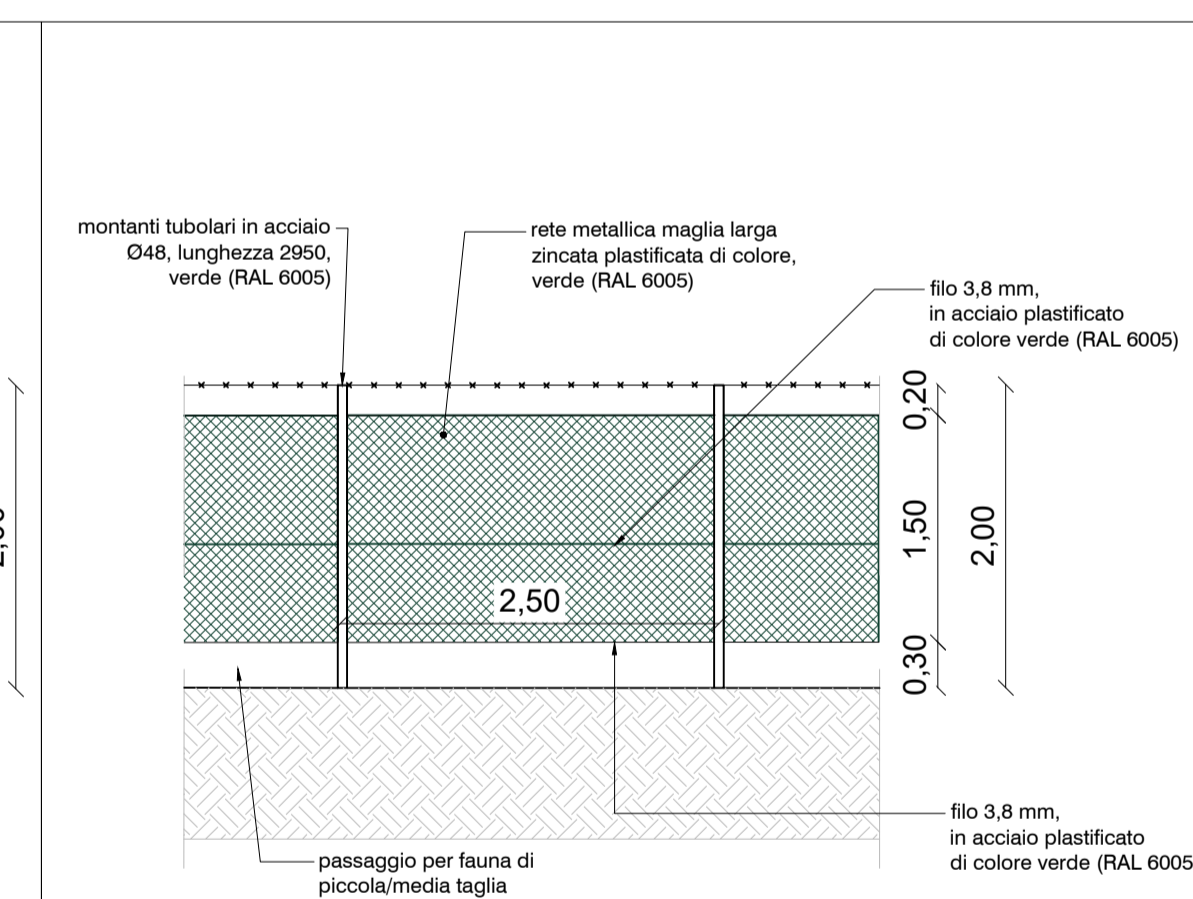 montanti tubolari in acciaio
Ø48, lunghezza 2950,
verde (RAL 6005)
rete metallica maglia larga
zincata plastificata di colore,
verde (RAL 6005)
filo 3,8 mm,
in acciaio plastificato
di colore verde (RAL 6005)
0,20
1,50
2,00
2,50
0,30
filo 3,8 mm,
in acciaio plastificato
di colore verde (RAL 6005
passaggio per fauna di
piccola/media taglia